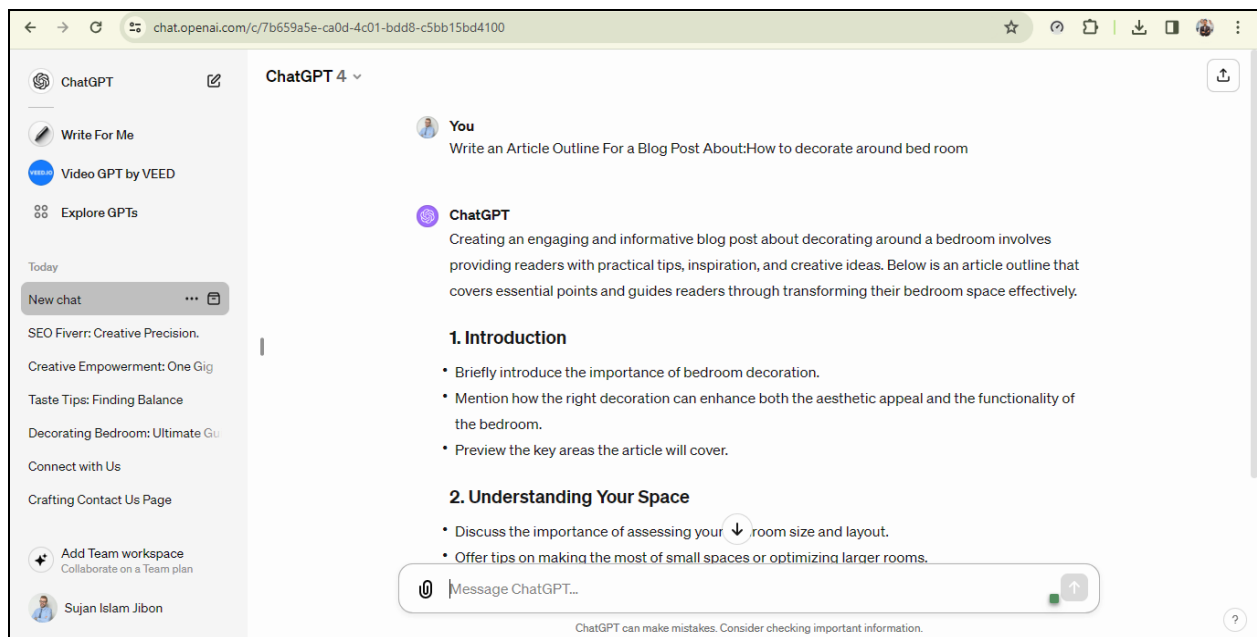 chat.openai.com/c/7b659a5e-ca0d-4c01-bdd8-c5bb15bd4100
ChatGPT
Write For Me
VEED.IO
Video GPT by VEED
Explore GPTs
Today
New chat
SEO Fiverr: Creative Precision.
Creative Empowerment: One Gig
Taste Tips: Finding Balance
Decorating Bedroom: Ultimate Gu
Connect with Us
Crafting Contact Us Page
Add Team workspace
Collaborate on a Team plan
Sujan Islam Jibon
ChatGPT 4
You
Write an Article Outline For a Blog Post About:How to decorate around bed room
ChatGPT
Creating an engaging and informative blog post about decorating around a bedroom involves
providing readers with practical tips, inspiration, and creative ideas. Below is an article outline that
covers essential points and guides readers through transforming their bedroom space effectively.
1. Introduction
• Briefly introduce the importance of bedroom decoration.
• Mention how the right decoration can enhance both the aesthetic appeal and the functionality of
the bedroom.
• Preview the key areas the article will cover.
2. Understanding Your Space
• Discuss the importance of assessing your room size and layout.
• Offer tips on making the most of small spaces or optimizing larger rooms.
Message ChatGPT...
ChatGPT can make mistakes. Consider checking important information.
?